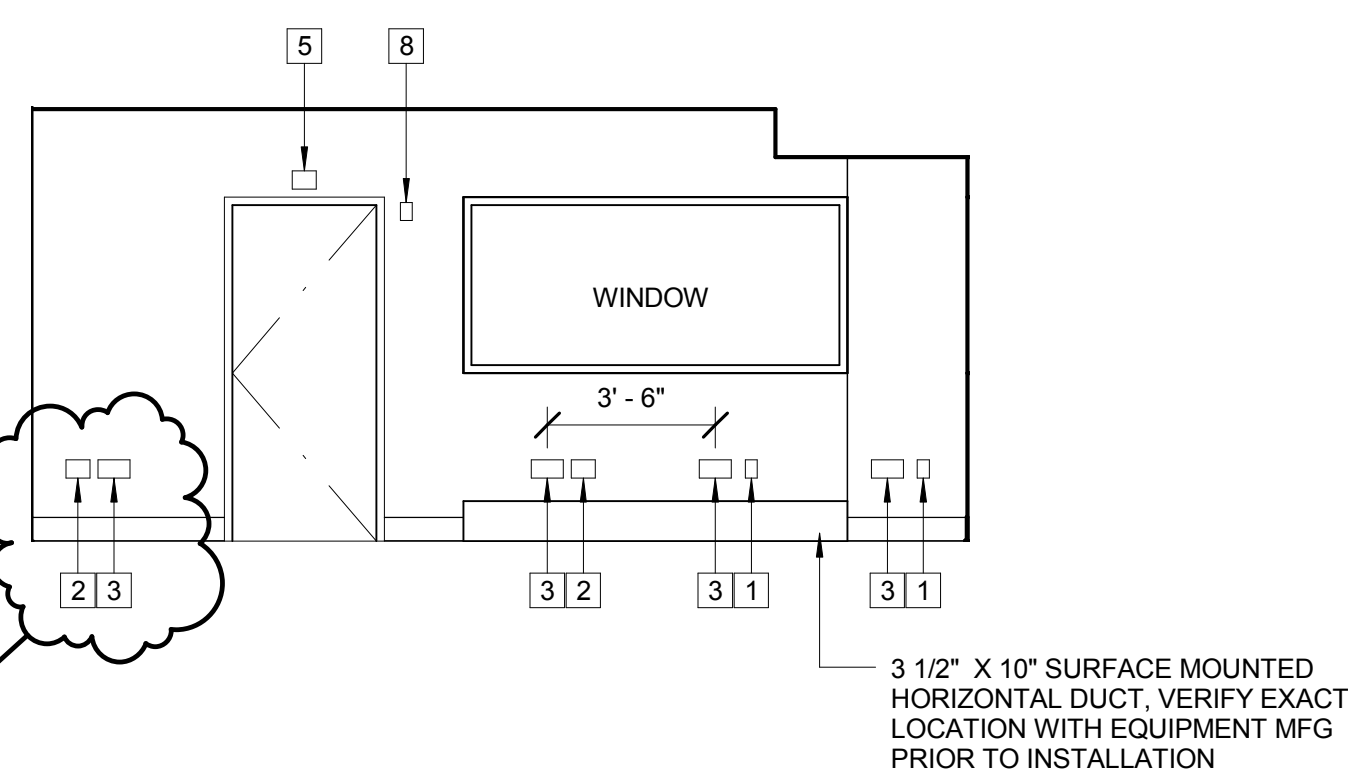 5 8
WINDOW
3' - 6"
2 3 3 2 3 1 3 1
3 1/2" X 10" SURFACE MOUNTED
HORIZONTAL DUCT, VERIFY EXACT
LOCATION WITH EQUIPMENT MFG
PRIOR TO INSTALLATION